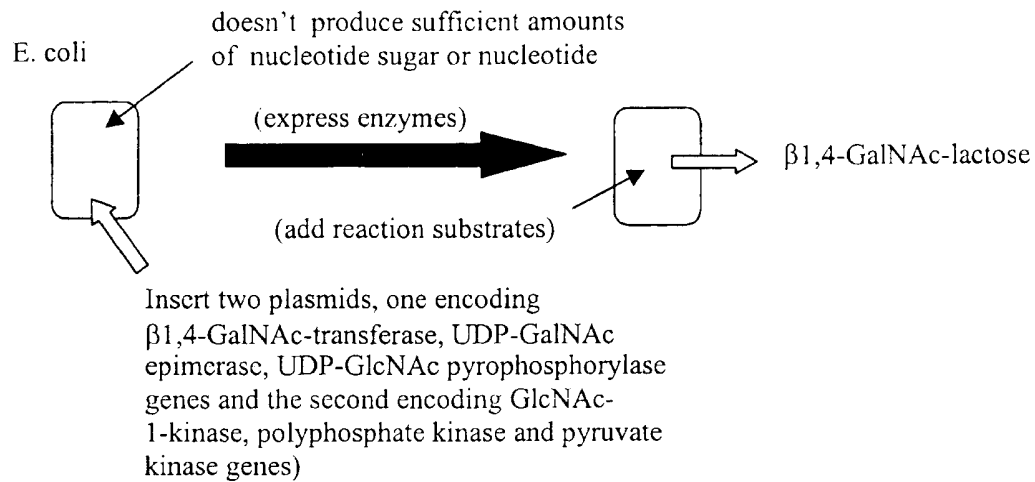 doesn't produce sufficient amounts
of nucleotide sugar or nucleotide
E. coli
(express enzymes)
β1,4-GalNAc-lactose
(add reaction substrates)
Insert two plasmids, one encoding
β1,4-GalNAc-transferase, UDP-GalNAc
epimerase, UDP-GlcNAc pyrophosphorylase
genes and the second encoding GlcNAc-
1-kinase, polyphosphate kinase and pyruvate
kinase genes)